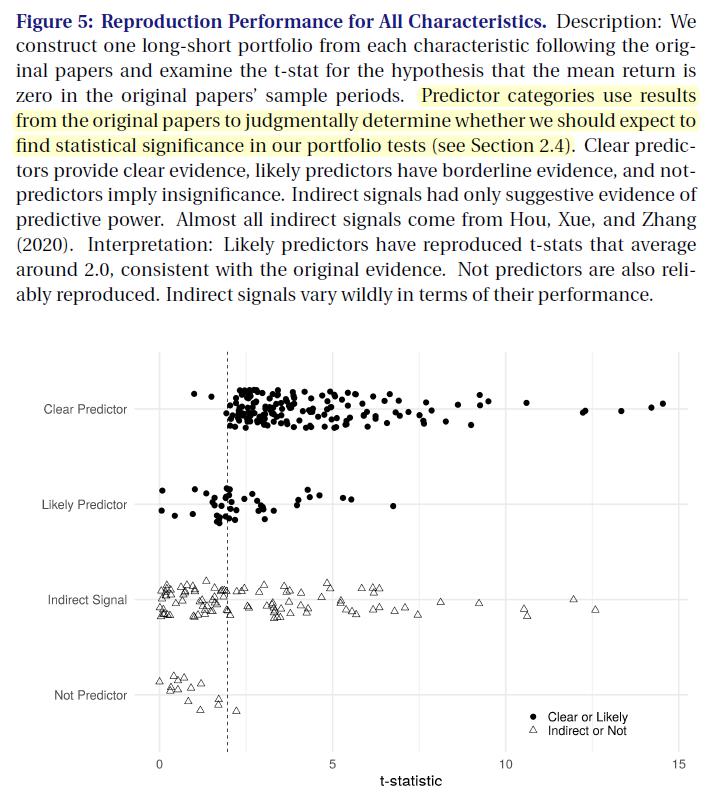 Figure 5: Reproduction Performance for All Characteristics. Description: We
construct one long-short portfolio from each characteristic following the orig-
inal papers and examine the t-stat for the hypothesis that the mean return is
zero in the original papers' sample periods. Predictor categories use results
from the original papers to judgmentally determine whether we should expect to
find statistical significance in our portfolio tests (see Section 2.4). Clear predic-
tors provide clear evidence, likely predictors have borderline evidence, and not-
predictors imply insignificance. Indirect signals had only suggestive evidence of
predictive power. Almost all indirect signals come from Hou, Xue, and Zhang
(2020). Interpretation: Likely predictors have reproduced t-stats that average
around 2.0, consistent with the original evidence. Not predictors are also reli-
ably reproduced. Indirect signals vary wildly in terms of their performance.
Clear Predictor
Likely Predictor
Indirect Signal
Not Predictor
Clear or Likely
Indirect or Not
0 5 10 15
t-statistic